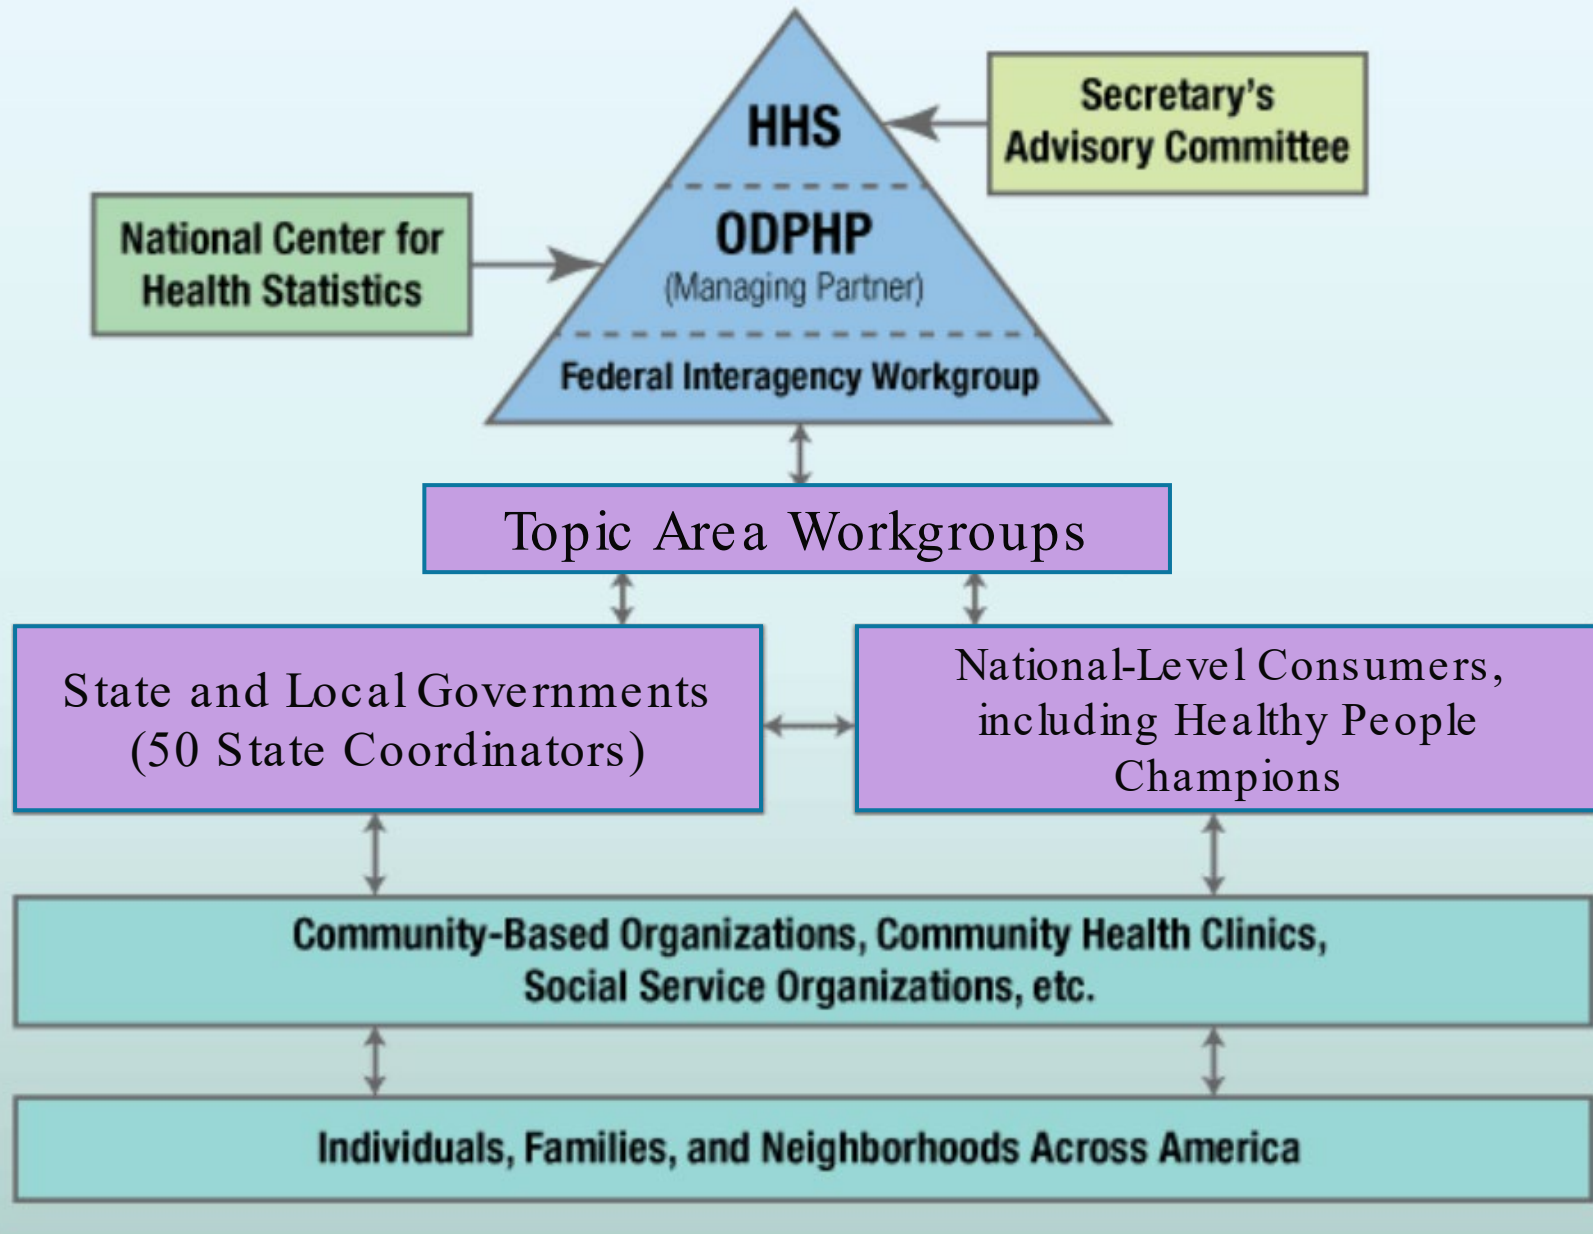 HHS
Secretary's
Advisory Committee
National Center for
Health Statistics
ODPHP
(Managing Partner)
Federal Interagency Workgroup
Topic Area Workgroups
State and Local Governments
(50 State Coordinators)
National-Level Consumers,
including Healthy People
Champions
Community-Based Organizations, Community Health Clinics,
Social Service Organizations, etc.
Individuals, Families, and Neighborhoods Across America